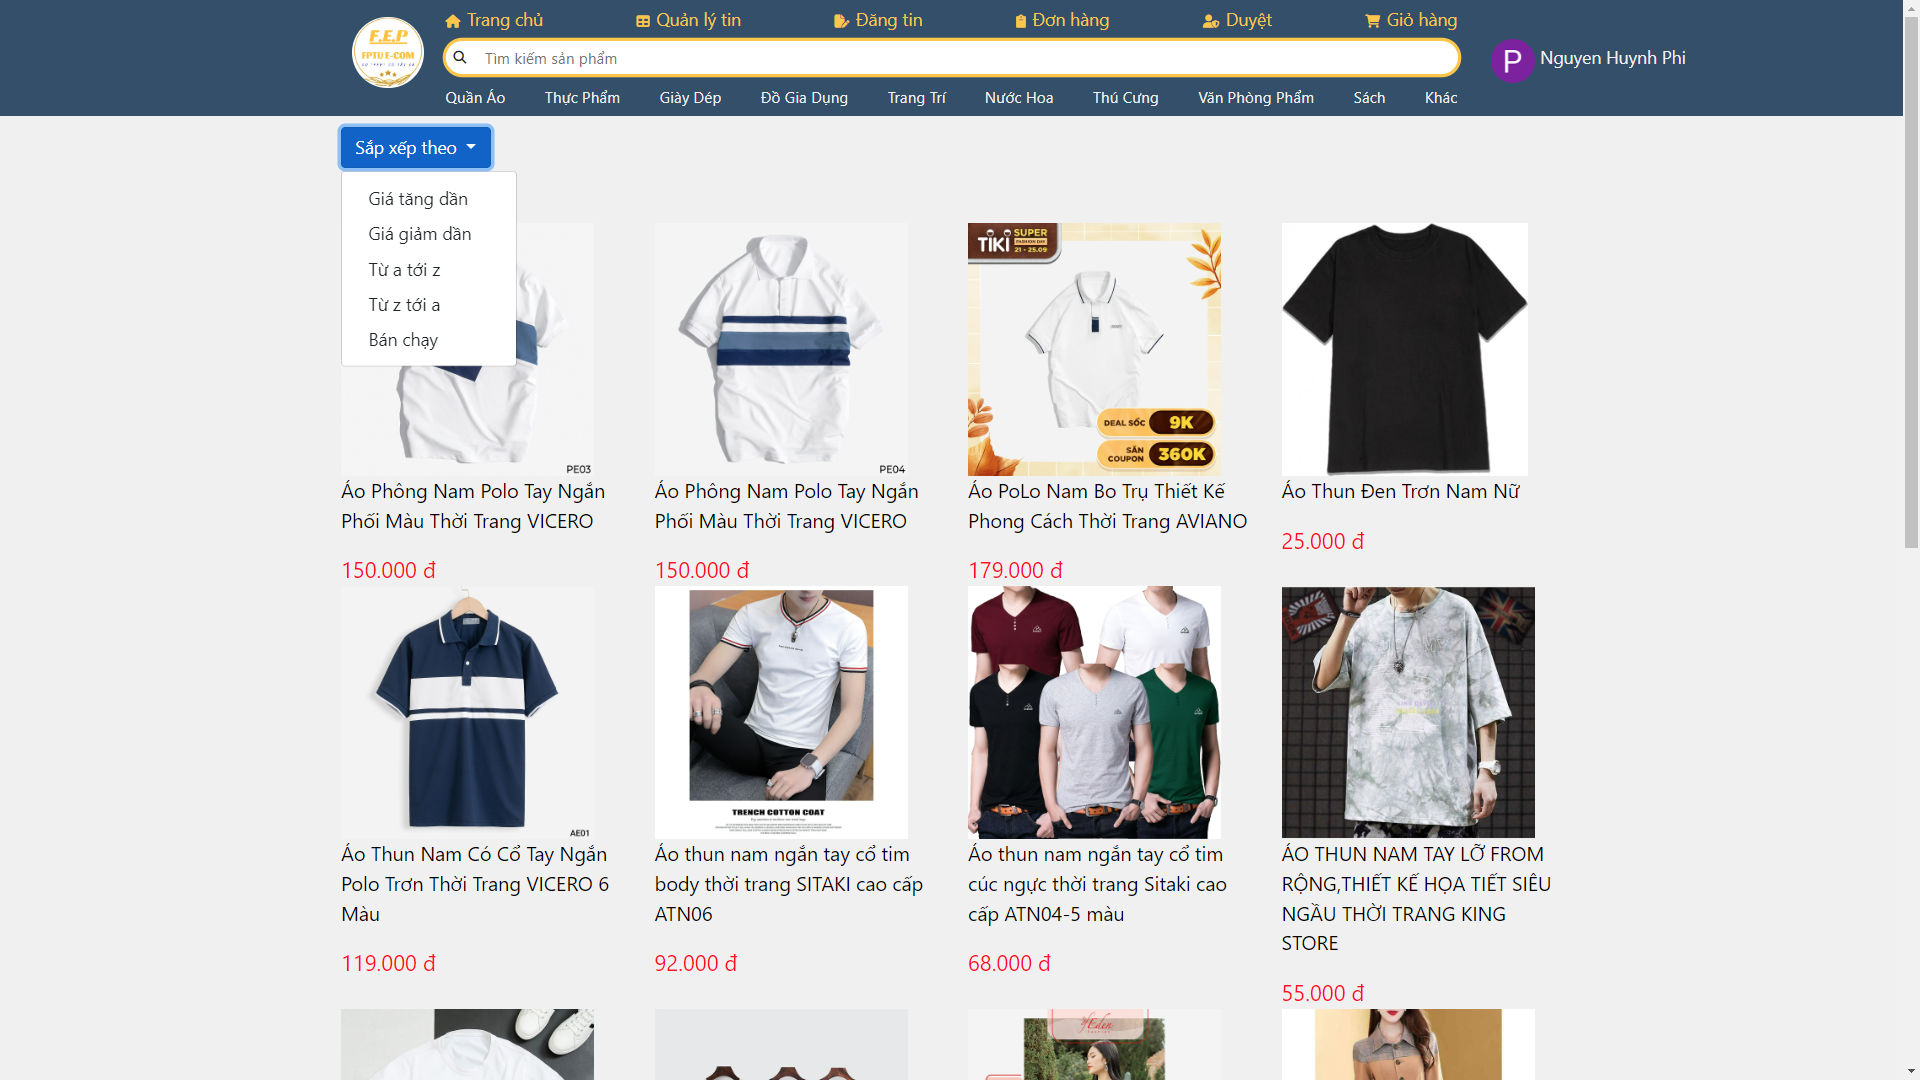 F.E.P
FPTU E-COM
Trang chủ
Quản lý tin
Đăng tin
Đơn hàng
Duyệt
Giỏ hàng
Tìm kiếm sản phẩm
P
Nguyen Huynh Phi
Quần Áo
Thực Phẩm
Giày Dép
Đồ Gia Dụng
Trang Trí
Nước Hoa
Thú Cưng
Văn Phòng Phẩm
Sách
Khác
Sắp xếp theo
Giá tăng dần
Giá giảm dần
Từ a tới z
Từ z tới a
Bán chạy
PE03
PE04
TIKI
SUPER
FASHION DAY
21 - 25.09
DEAL SỐC
9K
SĂN
COUPON
360K
Áo Phông Nam Polo Tay Ngắn
Phối Màu Thời Trang VICERO
150.000 đ
Áo Phông Nam Polo Tay Ngắn
Phối Màu Thời Trang VICERO
150.000 đ
Áo PoLo Nam Bo Trụ Thiết Kế
Phong Cách Thời Trang AVIANO
179.000 đ
Áo Thun Đen Trơn Nam Nữ
25.000 đ
AE01
TRENCH COTTON COAT
Áo Thun Nam Có Cổ Tay Ngắn
Polo Trơn Thời Trang VICERO 6
Màu
119.000 đ
Áo thun nam ngắn tay cổ tim
body thời trang SITAKI cao cấp
ATN06
92.000 đ
Áo thun nam ngắn tay cổ tim
cúc ngực thời trang Sitaki cao
cấp ATN04-5 màu
68.000 đ
ÁO THUN NAM TAY LỠ FROM
RỘNG,THIẾT KẾ HỌA TIẾT SIÊU
NGẦU THỜI TRANG KING
STORE
55.000 đ
Eden